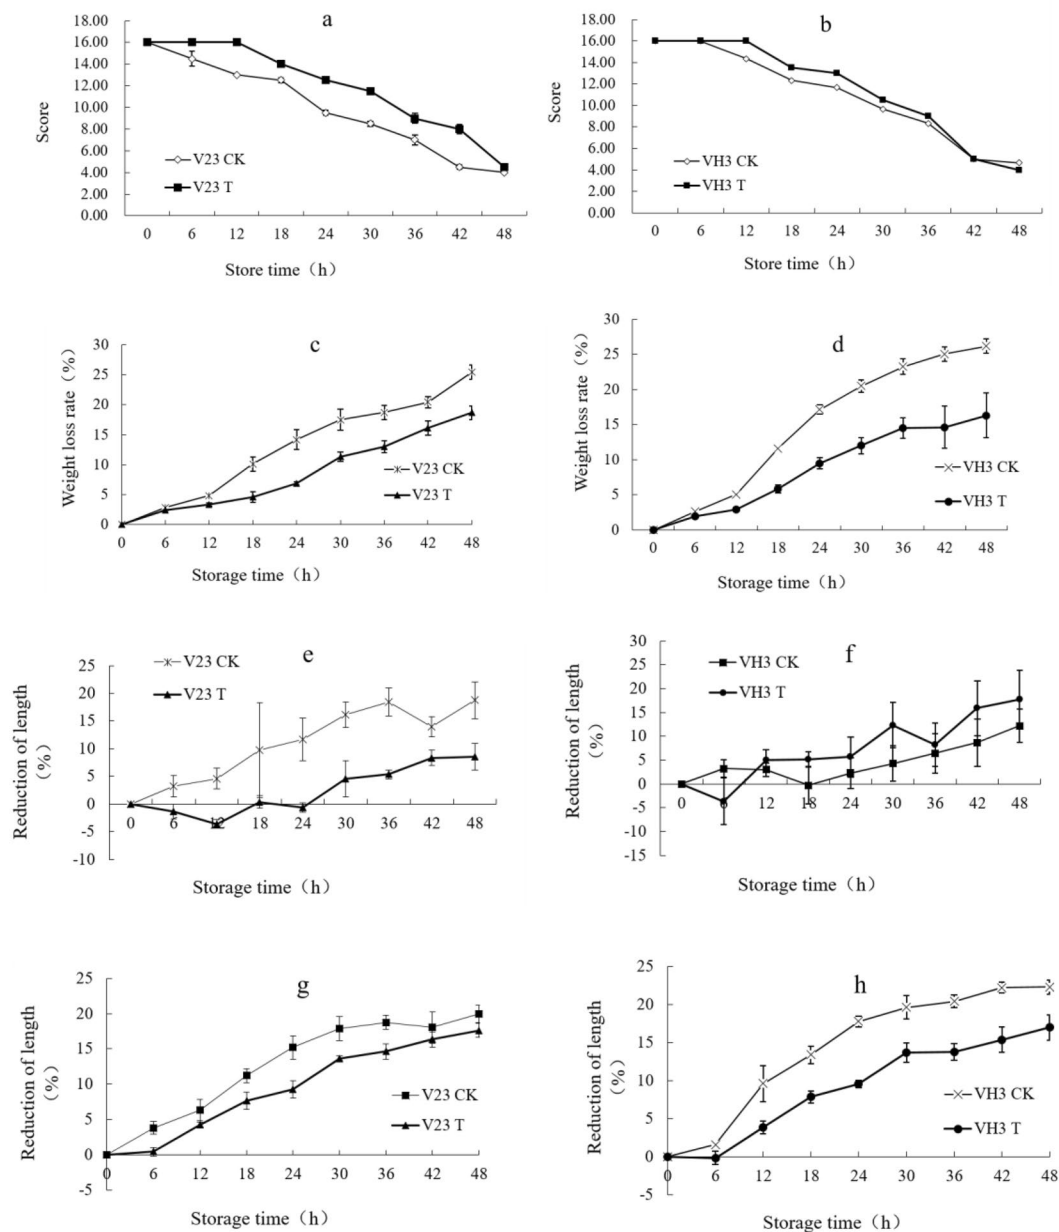 a
18.00
16.00
14.00
12.00
10.00
8.00
6.00
4.00
2.00
0.00
Score
V23 CK
V23 T
0 6 12 18 24 30 36 42 48
Store time（h）
b
18.00
16.00
14.00
12.00
10.00
8.00
6.00
4.00
2.00
0.00
Score
VH3 CK
VH3 T
0 6 12 18 24 30 36 42 48
Store time（h）
c
30
25
20
15
10
5
0
Weight loss rate（%）
V23 CK
V23 T
0 6 12 18 24 30 36 42 48
Storage time（h）
d
30
25
20
15
10
5
0
Weight loss rate（%）
VH3 CK
VH3 T
0 6 12 18 24 30 36 42 48
Storage time（h）
e
25
20
15
10
5
0
-5
-10
Reduction of length
（%）
V23 CK
V23 T
0 6 12 18 24 30 36 42 48
Storage time（h）
f
30
25
20
15
10
5
0
-5
-10
-15
Reduction of length
（%）
VH3 CK
VH3 T
0 6 12 18 24 30 36 42 48
Storage time（h）
g
25
20
15
10
5
0
-5
Reduction of length
（%）
V23 CK
V23 T
0 6 12 18 24 30 36 42 48
Storage time（h）
h
25
20
15
10
5
0
-5
Reduction of length
（%）
VH3 CK
VH3 T
0 6 12 18 24 30 36 42 48
Storage time（h）